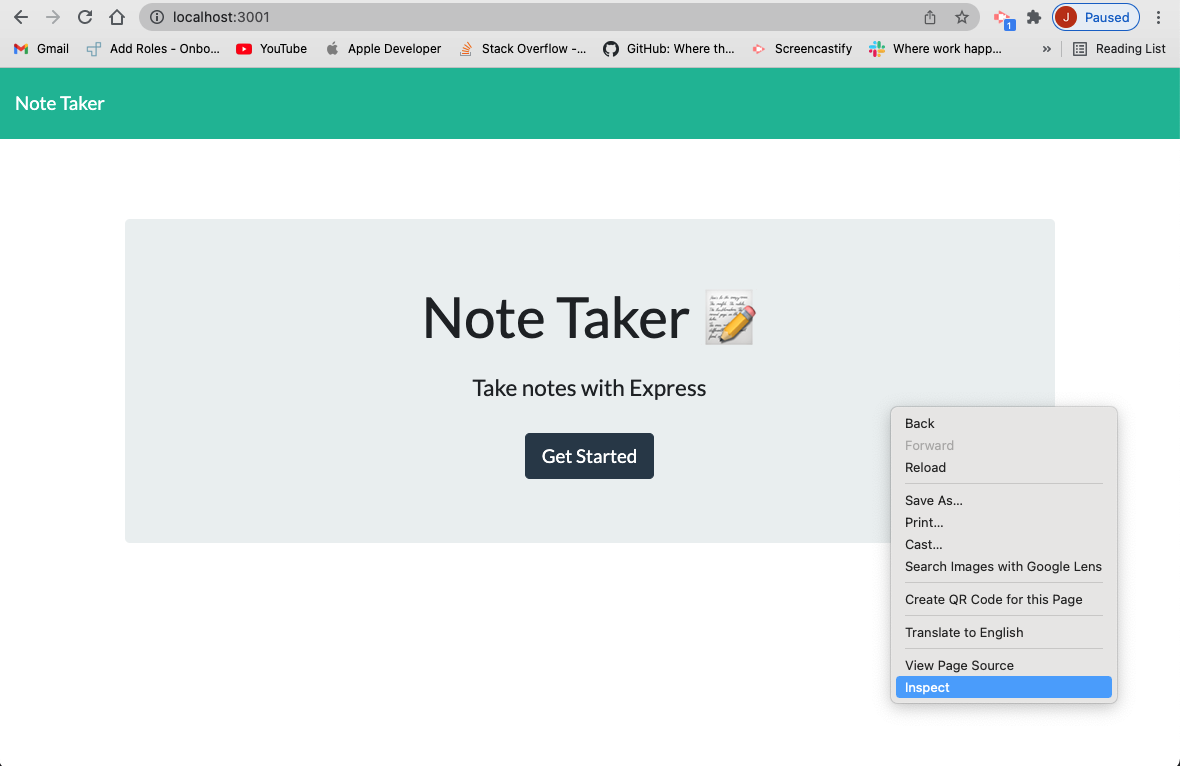 localhost:3001
1
J
Paused
Gmail
Add Roles - Onbo...
YouTube
Apple Developer
Stack Overflow -...
GitHub: Where th...
Screencastify
Where work happ...
»
Reading List
Note Taker
Note Taker
Take notes with Express
Get Started
Back
Forward
Reload
Save As...
Print...
Cast...
Search Images with Google Lens
Create QR Code for this Page
Translate to English
View Page Source
Inspect